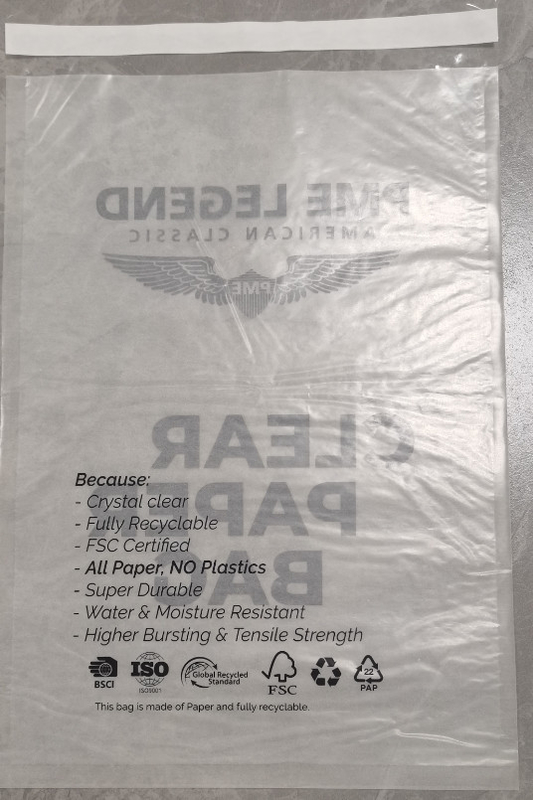 PME LEGEND
AMERICAN CLASSIC
PME
CLEAR
PAPER
BAG
Because:
- Crystal clear
- Fully Recyclable
- FSC Certified
- All Paper, NO Plastics
- Super Durable
- Water & Moisture Resistant
- Higher Bursting & Tensile Strength
BSCI
ISO
ISO9001
Global Recycled
Standard
FSC
22
PAP
This bag is made of Paper and fully recyclable.